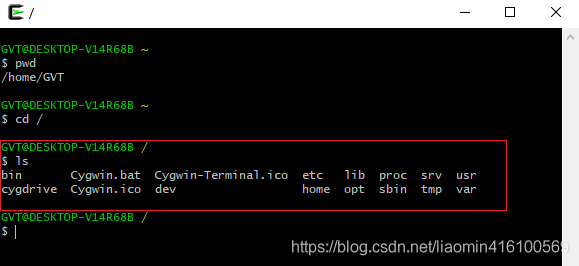 /
GVT@DESKTOP-V14R68B ~
$ pwd
/home/GVT
GVT@DESKTOP-V14R68B ~
$ cd /
GVT@DESKTOP-V14R68B /
$ ls
bin Cygwin.bat Cygwin-Terminal.ico etc lib proc srv usr
cygdrive Cygwin.ico dev home opt sbin tmp var
GVT@DESKTOP-V14R68B /
$
https://blog.csdn.net/liaomin416100569